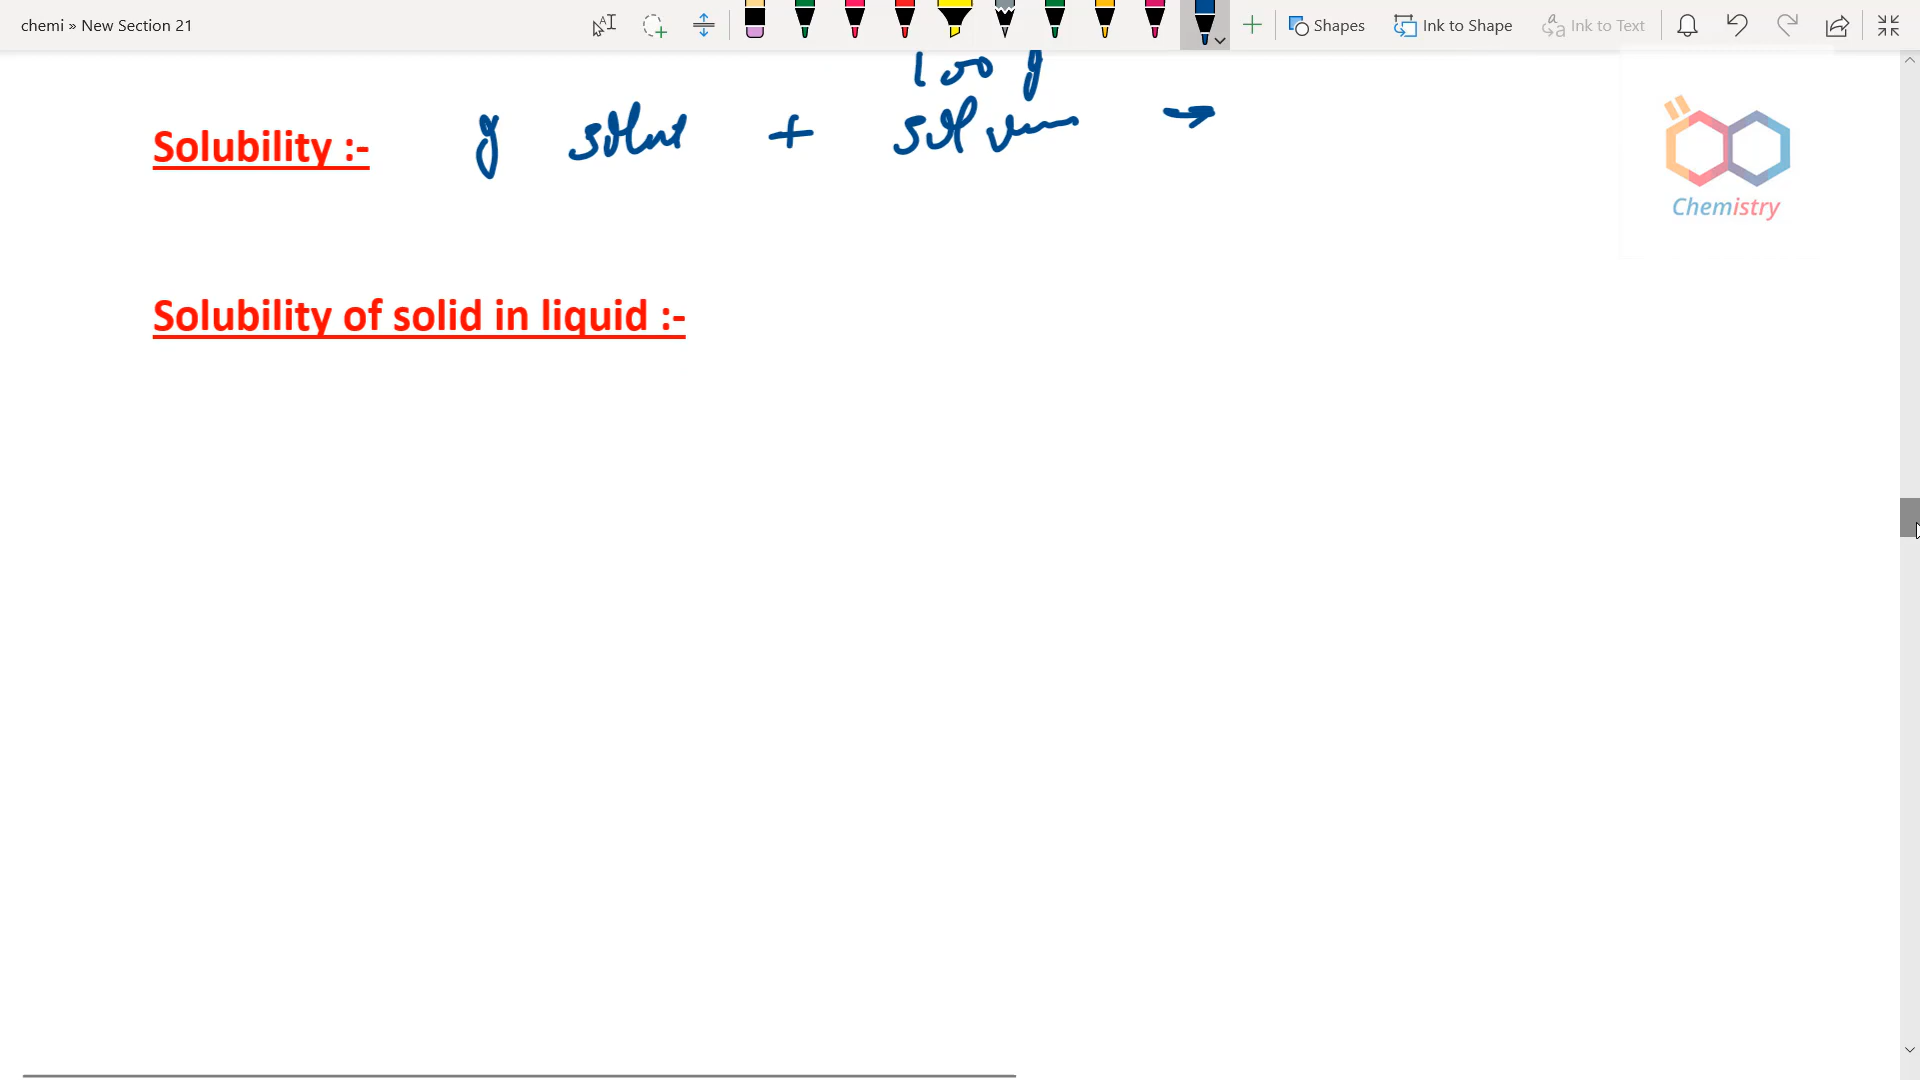 chemi » New Section 21
Shapes
Ink to Shape
Ink to Text
100 g
Solubility :- g solute + solvent →
Chemistry
Solubility of solid in liquid :-